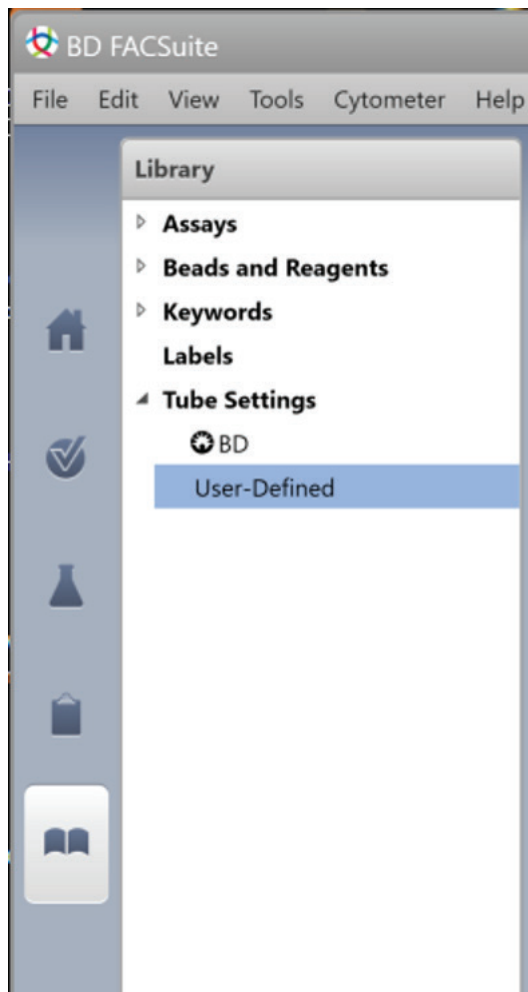 BD FACSuite
File Edit View Tools Cytometer Help
Library
Assays
Beads and Reagents
Keywords
Labels
Tube Settings
BD
User-Defined